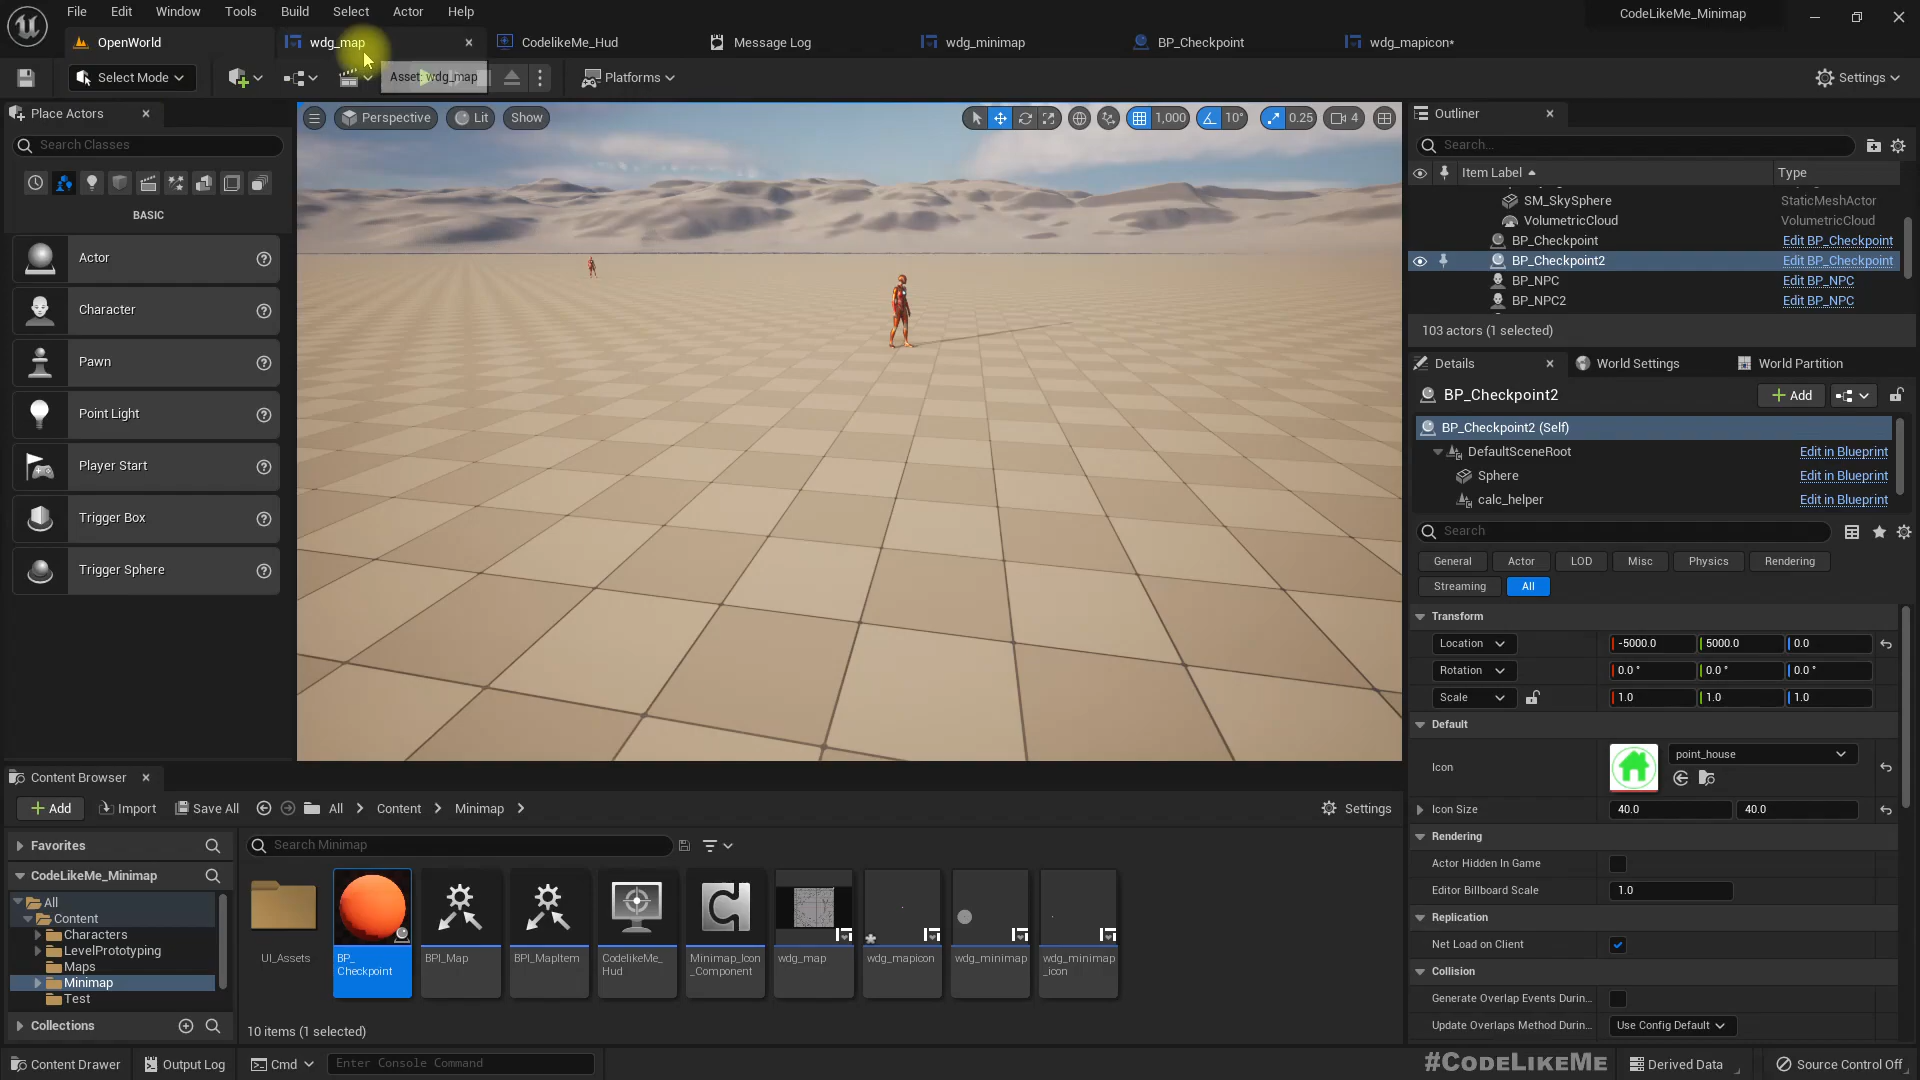 File Edit Window Tools Build Select Actor Help
CodeLikeMe_Minimap
OpenWorld
wdg_map
CodelikeMe_Hud
Message Log
wdg_minimap
BP_Checkpoint
wdg_mapicon*
Select Mode
Asset: wdg_map
Platforms
Settings
Place Actors
Search Classes
BASIC
Actor
Character
Pawn
Point Light
Player Start
Trigger Box
Trigger Sphere
Perspective
Lit
Show
1,000
10°
0.25
4
Outliner
Search...
Item Label Type
SM_SkySphere StaticMeshActor
VolumetricCloud VolumetricCloud
BP_Checkpoint Edit BP_Checkpoint
BP_Checkpoint2 Edit BP_Checkpoint
BP_NPC Edit BP_NPC
BP_NPC2 Edit BP_NPC
103 actors (1 selected)
Details
World Settings
World Partition
BP_Checkpoint2
Add
BP_Checkpoint2 (Self)
DefaultSceneRoot Edit in Blueprint
Sphere Edit in Blueprint
calc_helper Edit in Blueprint
Search
General Actor LOD Misc Physics Rendering
Streaming All
Transform
Location -5000.0 5000.0 0.0
Rotation 0.0 ° 0.0 ° 0.0 °
Scale 1.0 1.0 1.0
Default
Icon point_house
Icon Size 40.0 40.0
Rendering
Actor Hidden In Game
Editor Billboard Scale 1.0
Replication
Net Load on Client
Collision
Generate Overlap Events Durin...
Update Overlaps Method Durin... Use Config Default
Content Browser
Add Import Save All All Content Minimap Settings
Favorites
CodeLikeMe_Minimap
All
Content
Characters
LevelPrototyping
Maps
Minimap
Test
Collections
Search Minimap
UI_Assets
BP_
Checkpoint
BPI_Map
BPI_MapItem
CodelikeMe_
Hud
Minimap_Icon
_Component
wdg_map
wdg_mapicon
wdg_minimap
wdg_minimap
_icon
10 items (1 selected)
Content Drawer
Output Log
Cmd
Enter Console Command
#CodeLikeMe
Derived Data
Source Control Off